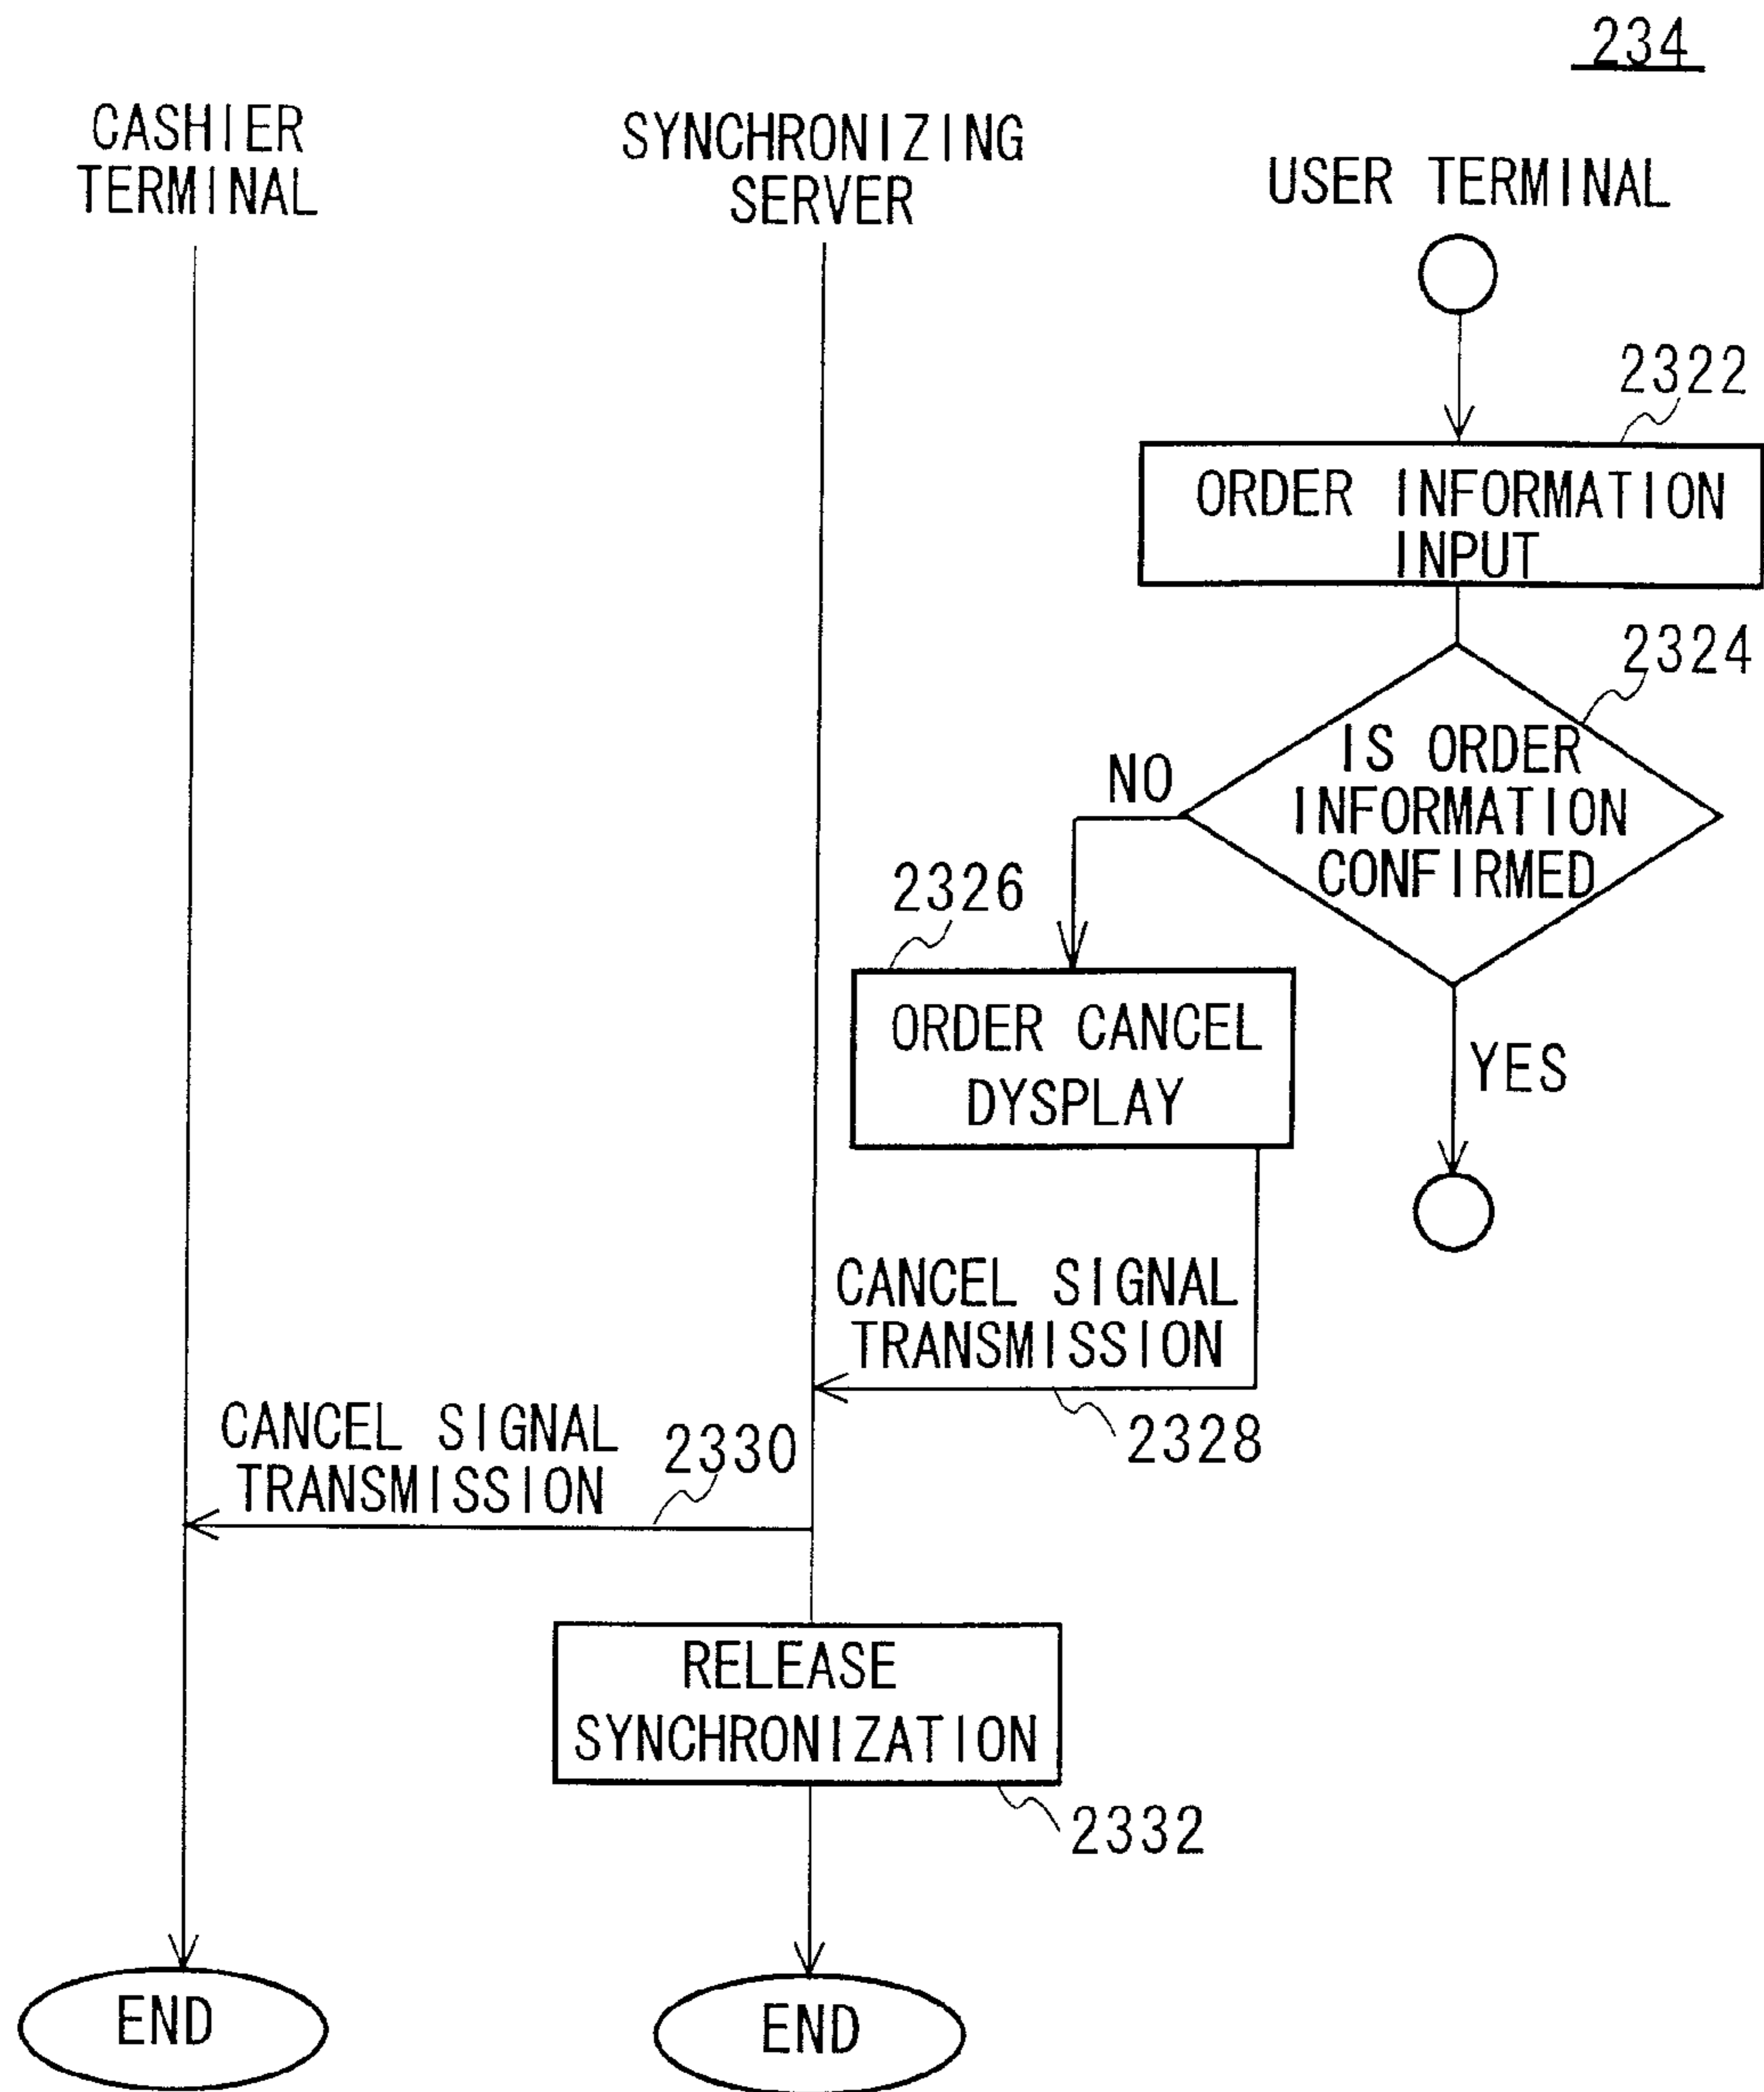 234
CASHIER
TERMINAL
SYNCHRONIZING
SERVER
USER TERMINAL
2322
ORDER INFORMATION
INPUT
2324
IS ORDER
INFORMATION
CONFIRMED
NO
YES
2326
ORDER CANCEL
DYSPLAY
CANCEL SIGNAL
TRANSMISSION
2328
CANCEL SIGNAL
TRANSMISSION
2330
RELEASE
SYNCHRONIZATION
2332
END
END